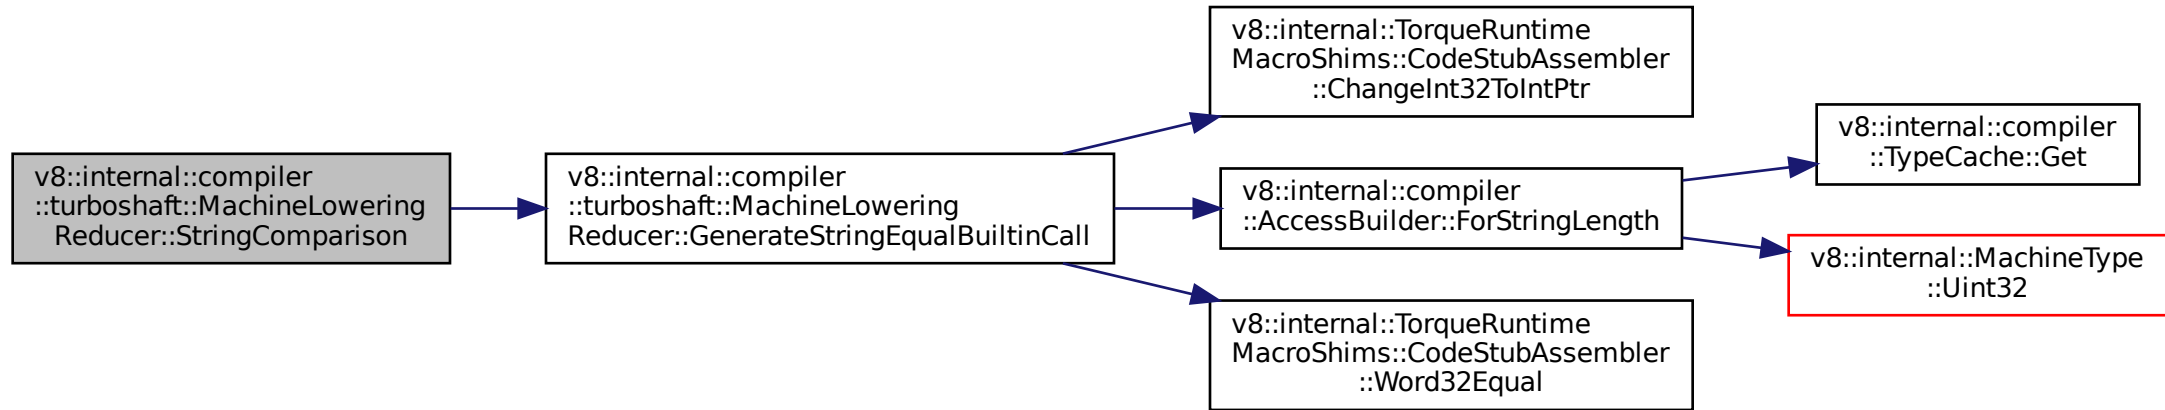 v8::internal::compiler
::turboshaft::MachineLowering
Reducer::StringComparison
v8::internal::compiler
::turboshaft::MachineLowering
Reducer::GenerateStringEqualBuiltinCall
v8::internal::TorqueRuntime
MacroShims::CodeStubAssembler
::ChangeInt32ToIntPtr
v8::internal::compiler
::AccessBuilder::ForStringLength
v8::internal::TorqueRuntime
MacroShims::CodeStubAssembler
::Word32Equal
v8::internal::compiler
::TypeCache::Get
v8::internal::MachineType
::Uint32